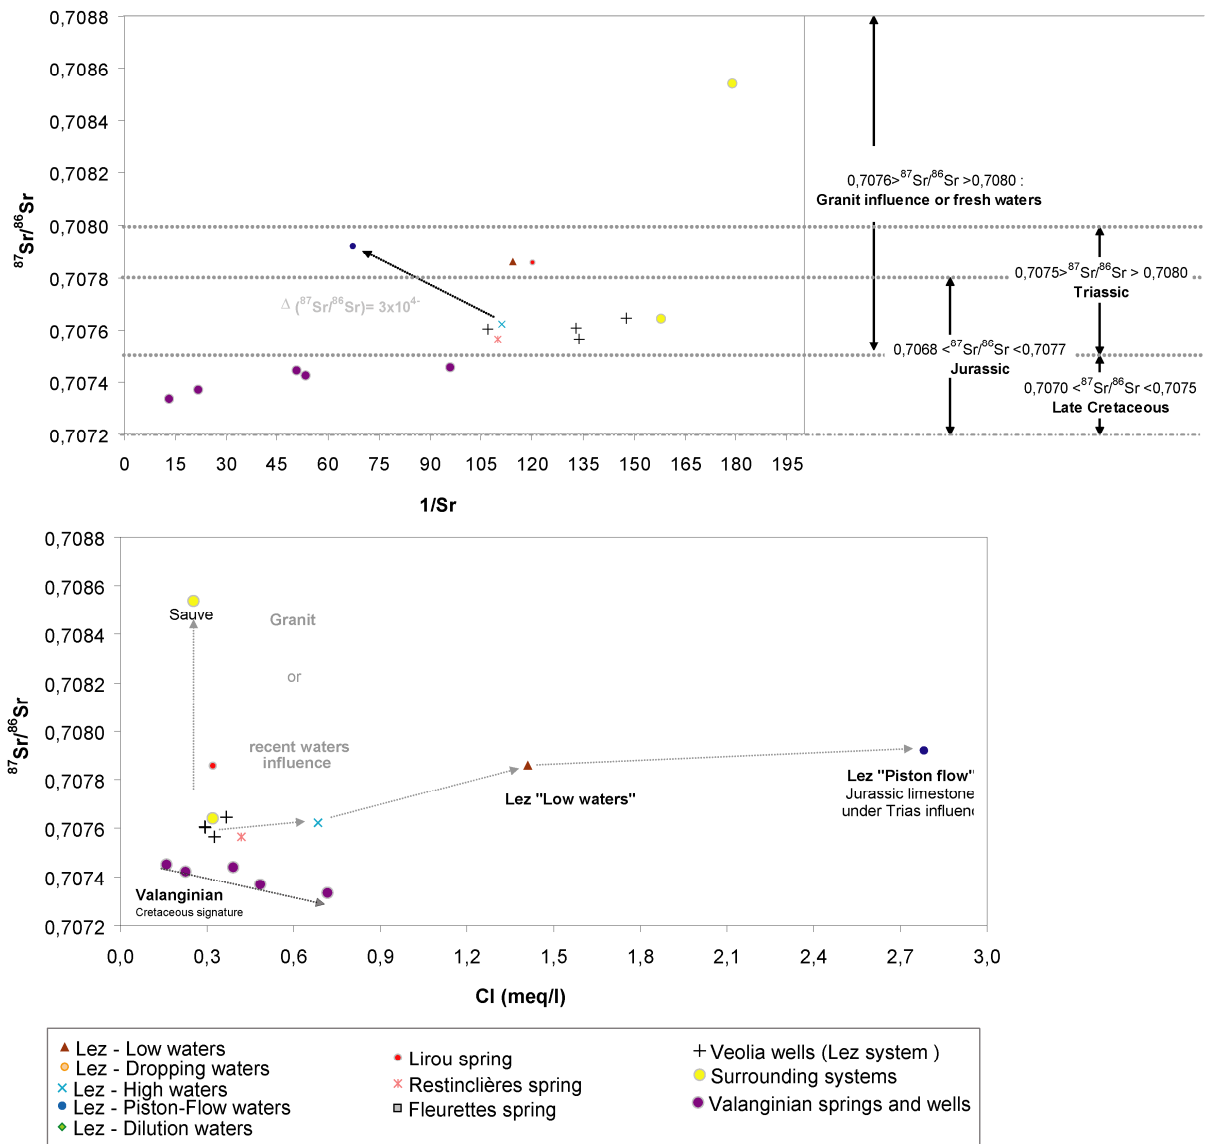 0,7088
0,7086
0,7084
0,7082
0,7080
0,7078
0,7076
0,7074
0,7072
87Sr/86Sr
0 15 30 45 60 75 90 105 120 135 150 165 180 195
1/Sr
Δ (87Sr/86Sr)= 3x104-
0,7076>87Sr/86Sr >0,7080 :
Granit influence or fresh waters
0,7075>87Sr/86Sr > 0,7080
Triassic
0,7068 <87Sr/86Sr <0,7077
Jurassic
0,7070 <87Sr/86Sr <0,7075
Late Cretaceous
0,7088
0,7086
0,7084
0,7082
0,7080
0,7078
0,7076
0,7074
0,7072
87Sr/86Sr
Sauve
Granit
or
recent waters
influence
Lez "Low waters"
Lez "Piston flow"
Jurassic limestone
under Trias influenc
Valanginian
Cretaceous signature
0,0 0,3 0,6 0,9 1,2 1,5 1,8 2,1 2,4 2,7 3,0
Cl (meq/l)
Lez - Low waters
Lez - Dropping waters
Lez - High waters
Lez - Piston-Flow waters
Lez - Dilution waters
Lirou spring
Restinclières spring
Fleurettes spring
Veolia wells (Lez system )
Surrounding systems
Valanginian springs and wells